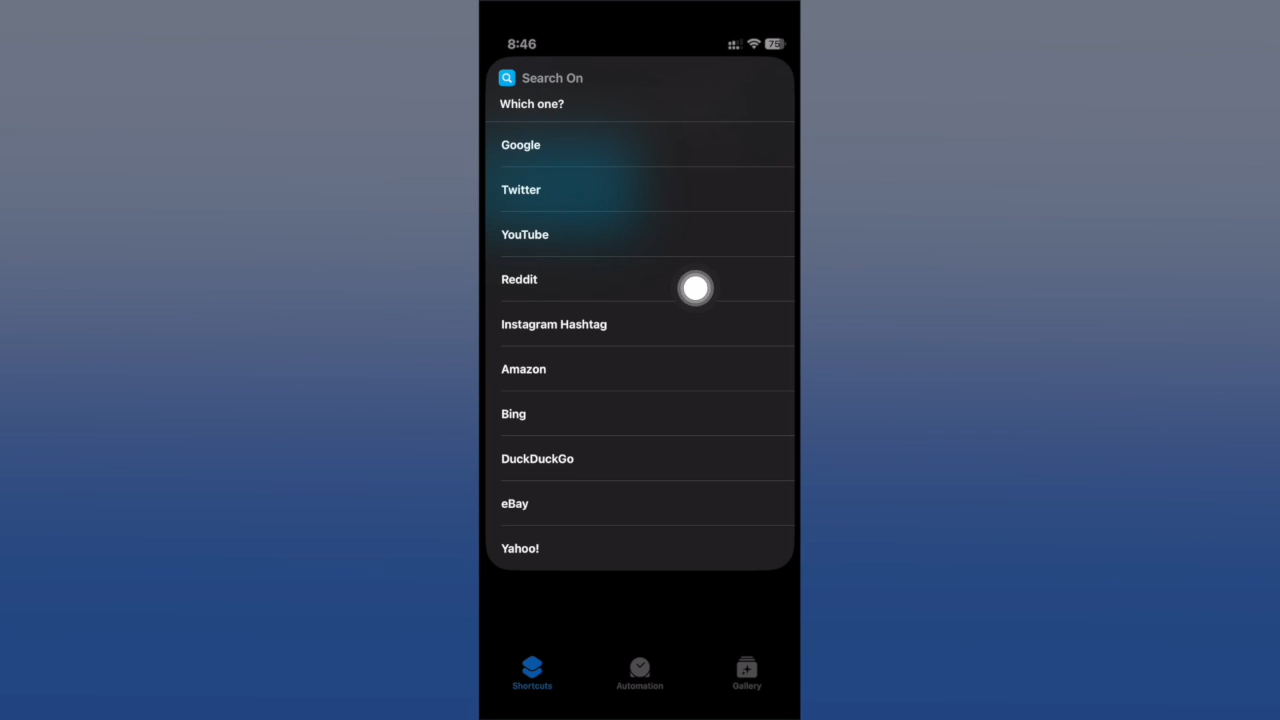 8:46
75
Search On
Which one?
Google
Twitter
YouTube
Reddit
Instagram Hashtag
Amazon
Bing
DuckDuckGo
eBay
Yahoo!
Shortcuts
Automation
Gallery